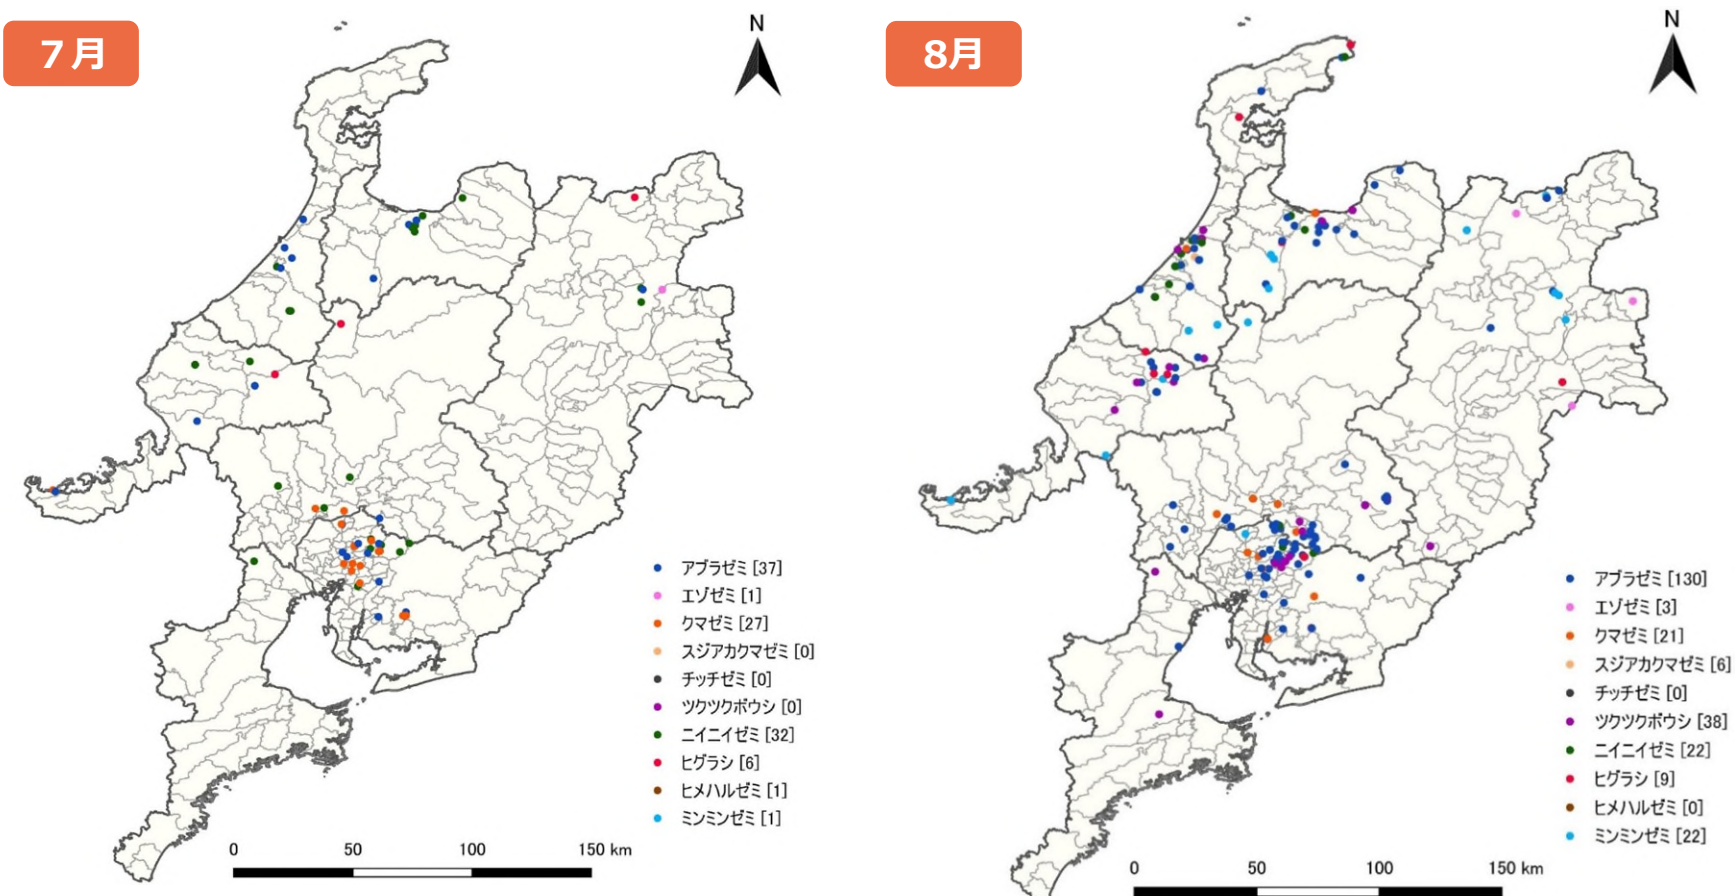 ７月
N
アブラゼミ [37]
エゾゼミ [1]
クマゼミ [27]
スジアカクマゼミ [0]
チッチゼミ [0]
ツクツクボウシ [0]
ニイニイゼミ [32]
ヒグラシ [6]
ヒメハルゼミ [1]
ミンミンゼミ [1]
0 50 100 150 km
8月
N
アブラゼミ [130]
エゾゼミ [3]
クマゼミ [21]
スジアカクマゼミ [6]
チッチゼミ [0]
ツクツクボウシ [38]
ニイニイゼミ [22]
ヒグラシ [9]
ヒメハルゼミ [0]
ミンミンゼミ [22]
0 50 100 150 km